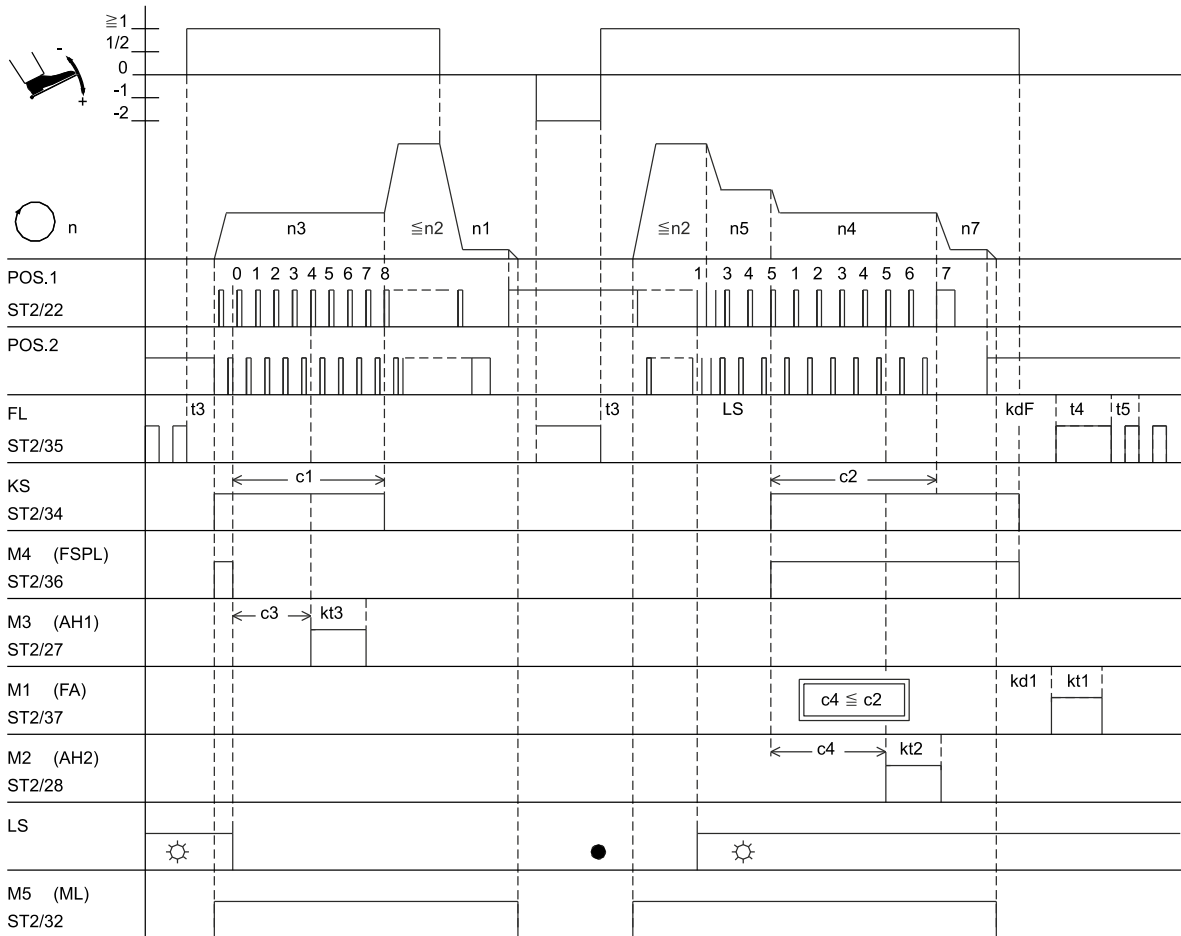 ≧1
1/2
0
-1
-2
-
+
n
n3
≦n2
n1
≦n2
n5
n4
n7
POS.1
0 1 2 3 4 5 6 7 8
1 3 4 5 1 2 3 4 5 6 7
ST2/22
POS.2
FL
t3
t3
LS
kdF
t4
t5
ST2/35
KS
c1
c2
ST2/34
M4 (FSPL)
ST2/36
M3 (AH1)
c3
kt3
ST2/27
M1 (FA)
c4 ≦ c2
kd1
kt1
ST2/37
M2 (AH2)
c4
kt2
ST2/28
LS
M5 (ML)
ST2/32